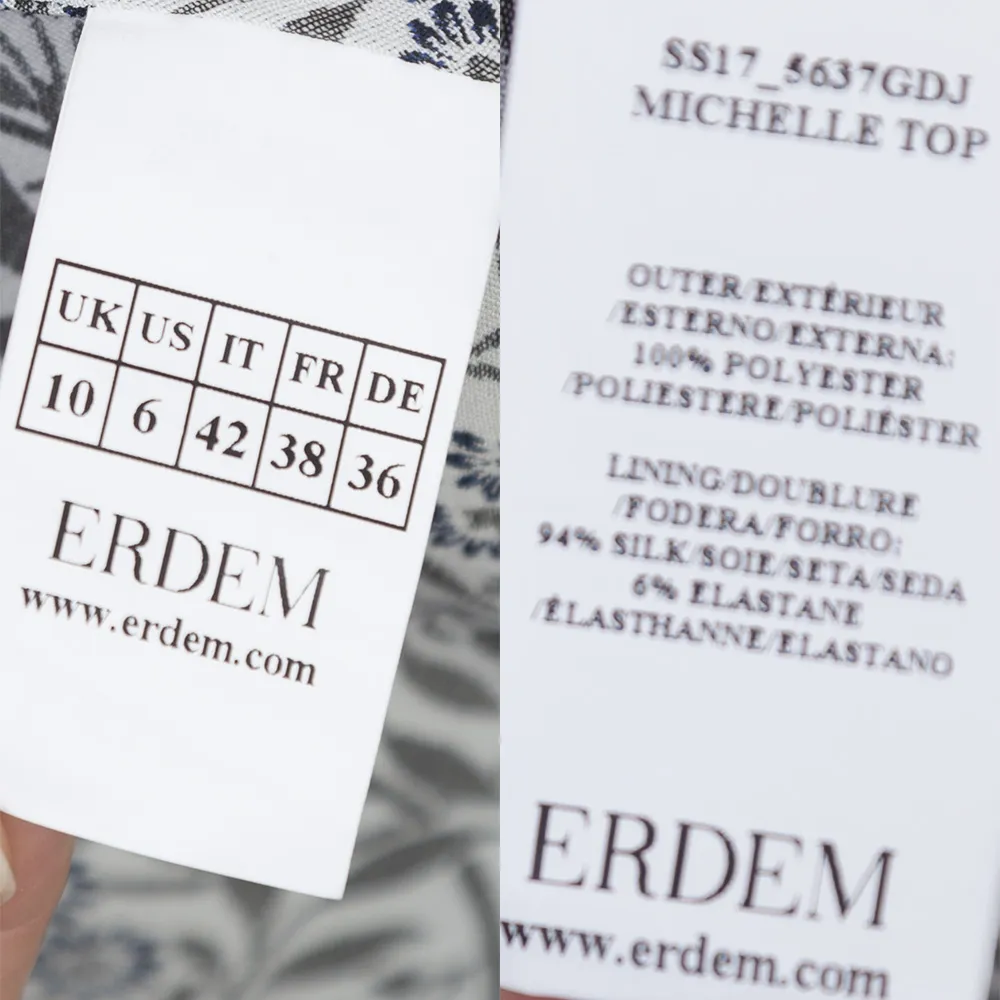 UK US IT FR DE
10 6 42 38 36
ERDEM
www.erdem.com
SS17_5637GDJ
MICHELLE TOP
OUTER/EXTÉRIEUR
/ESTERNO/EXTERNA:
100% POLYESTER
/POLIESTERE/POLIÉSTER
LINING/DOUBLURE
/FODERA/FORRO:
94% SILK/SOIE/SETA/SEDA
6% ELASTANE
/ÉLASTHANNE/ELASTANO
ERDEM
www.erdem.com